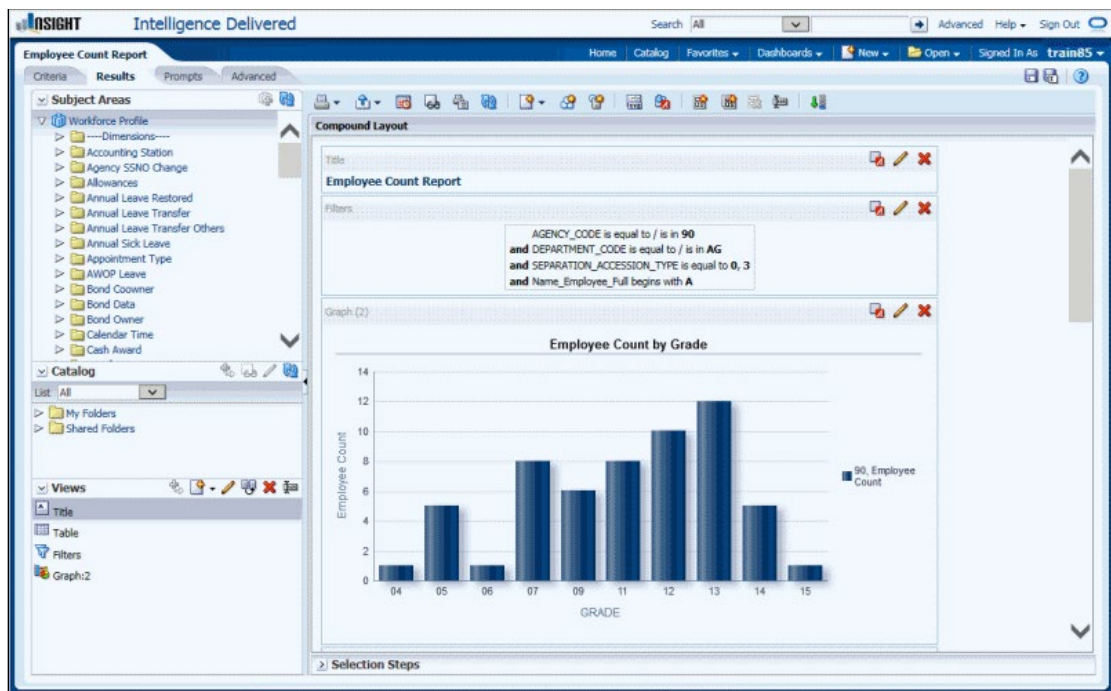 INSIGHT Intelligence Delivered
Search All Advanced Help Sign Out
Employee Count Report
Home Catalog Favorites Dashboards New Open Signed In As train85
Criteria Results Prompts Advanced
Subject Areas
Workforce Profile
----Dimensions----
Accounting Station
Agency SSNO Change
Allowances
Annual Leave Restored
Annual Leave Transfer
Annual Leave Transfer Others
Annual Sick Leave
Appointment Type
AWOP Leave
Bond Coowner
Bond Data
Bond Owner
Calendar Time
Cash Award
Catalog
List All
My Folders
Shared Folders
Views
Title
Table
Filters
Graph:2
Compound Layout
Title
Employee Count Report
Filters
AGENCY_CODE is equal to / is in 90
and DEPARTMENT_CODE is equal to / is in AG
and SEPARATION_ACCESSION_TYPE is equal to 0, 3
and Name_Employee_Full begins with A
Graph (2)
Employee Count by Grade
14
12
10
8
6
4
2
0
Employee Count
04 05 06 07 09 11 12 13 14 15
GRADE
90, Employee
Count
Selection Steps